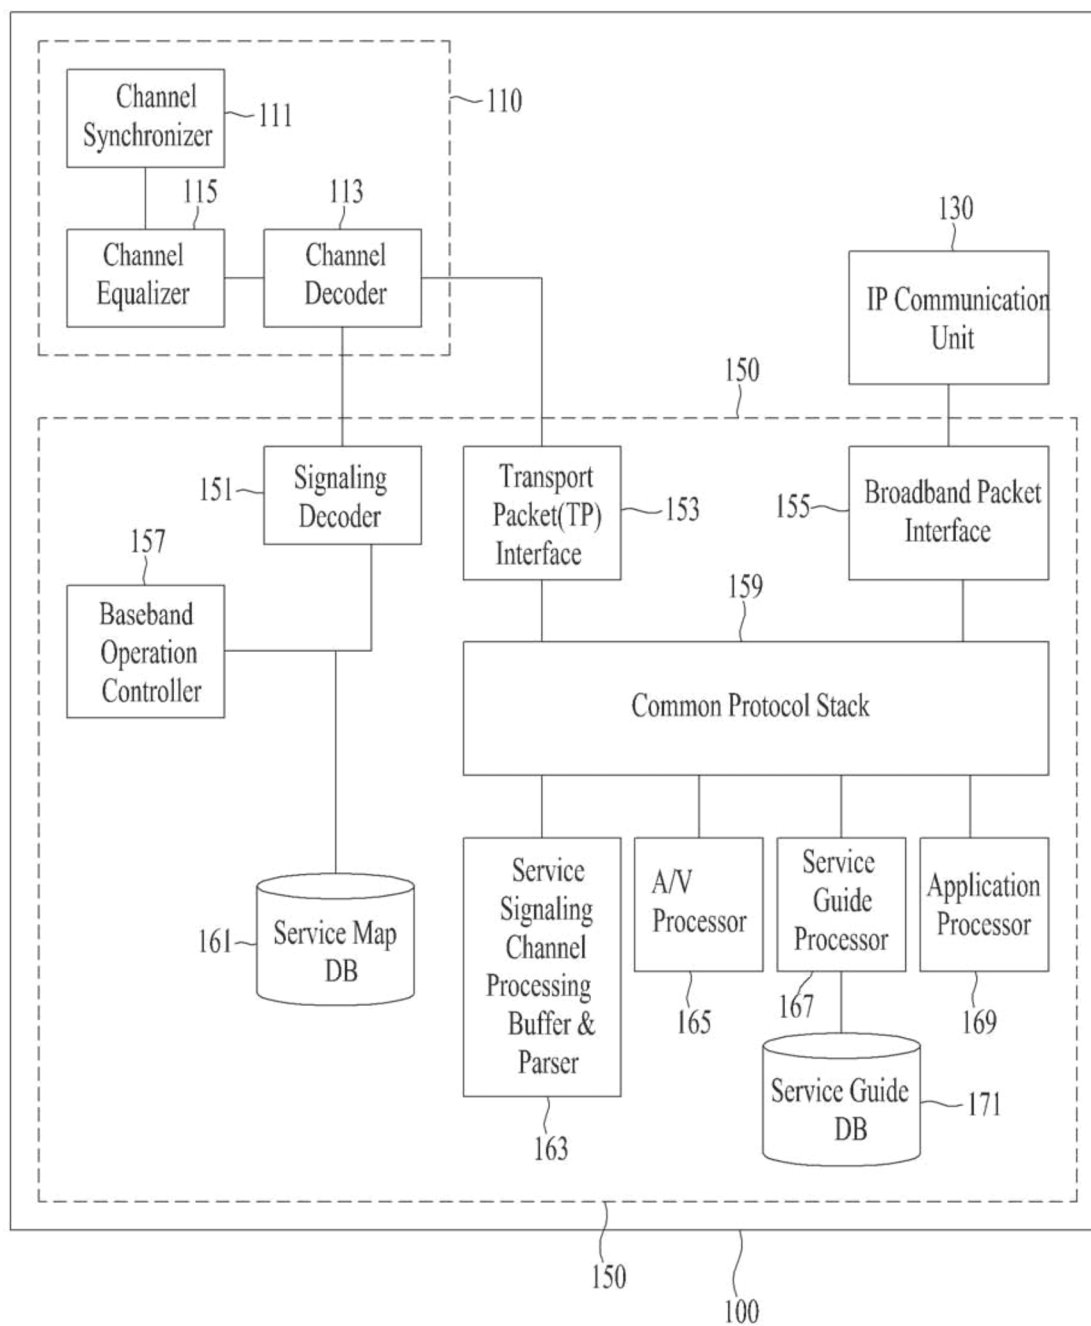 Channel
Synchronizer
111
110
115
113
Channel
Equalizer
Channel
Decoder
130
IP Communication
Unit
150
151
Signaling
Decoder
Transport
Packet(TP)
Interface
153
155
Broadband Packet
Interface
157
Baseband
Operation
Controller
159
Common Protocol Stack
161
Service Map
DB
Service
Signaling
Channel
Processing
Buffer &
Parser
163
A/V
Processor
165
Service
Guide
Processor
167
Application
Processor
169
Service Guide
DB
171
150
100